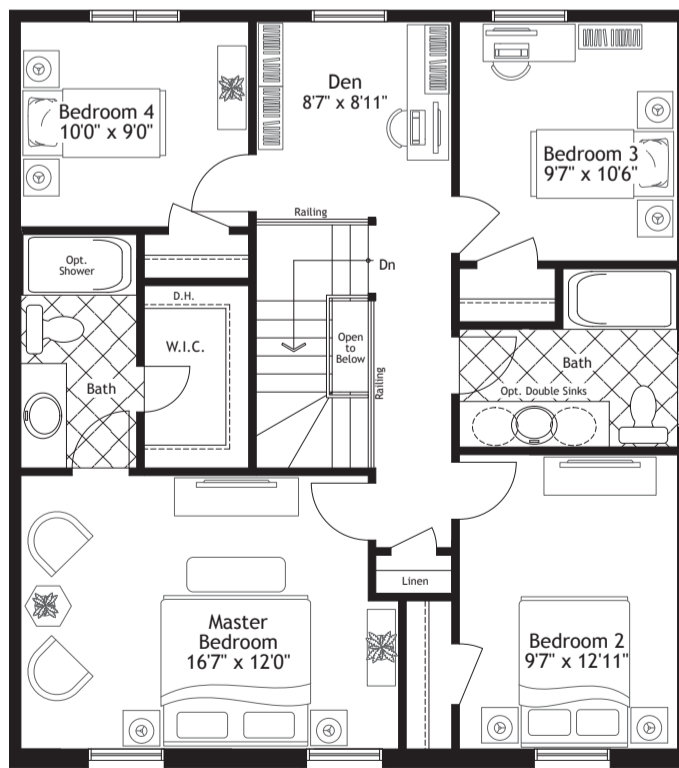 Bedroom 4
10'0" x 9'0"
Den
8'7" x 8'11"
Bedroom 3
9'7" x 10'6"
Railing
Dn
Opt.
Shower
D.H.
W.I.C.
Open
to
Below
Railing
Bath
Bath
Opt. Double Sinks
Linen
Master
Bedroom
16'7" x 12'0"
Bedroom 2
9'7" x 12'11"